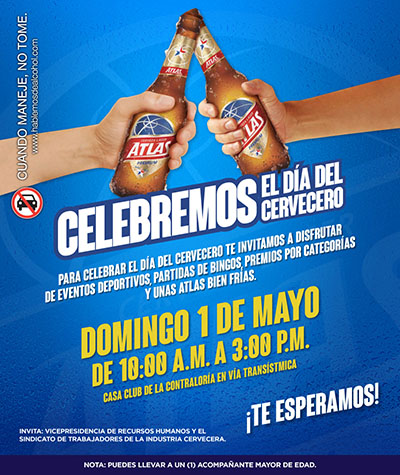 CUANDO MANEJE, NO TOME.
www.hablemosdealcohol.com
ATLAS
ATLAS
CELEBREMOS EL DÍA DEL
CERVECERO
PARA CELEBRAR EL DÍA DEL CERVECERO TE INVITAMOS A DISFRUTAR
DE EVENTOS DEPORTIVOS, PARTIDAS DE BINGOS, PREMIOS POR CATEGORÍAS
Y UNAS ATLAS BIEN FRÍAS.
DOMINGO 1 DE MAYO
DE 10:00 A.M. A 3:00 P.M.
CASA CLUB DE LA CONTRALORÍA EN VÍA TRANSÍSTMICA
¡TE ESPERAMOS!
INVITA: VICEPRESIDENCIA DE RECURSOS HUMANOS Y EL
SINDICATO DE TRABAJADORES DE LA INDUSTRIA CERVECERA.
NOTA: PUEDES LLEVAR A UN (1) ACOMPAÑANTE MAYOR DE EDAD.